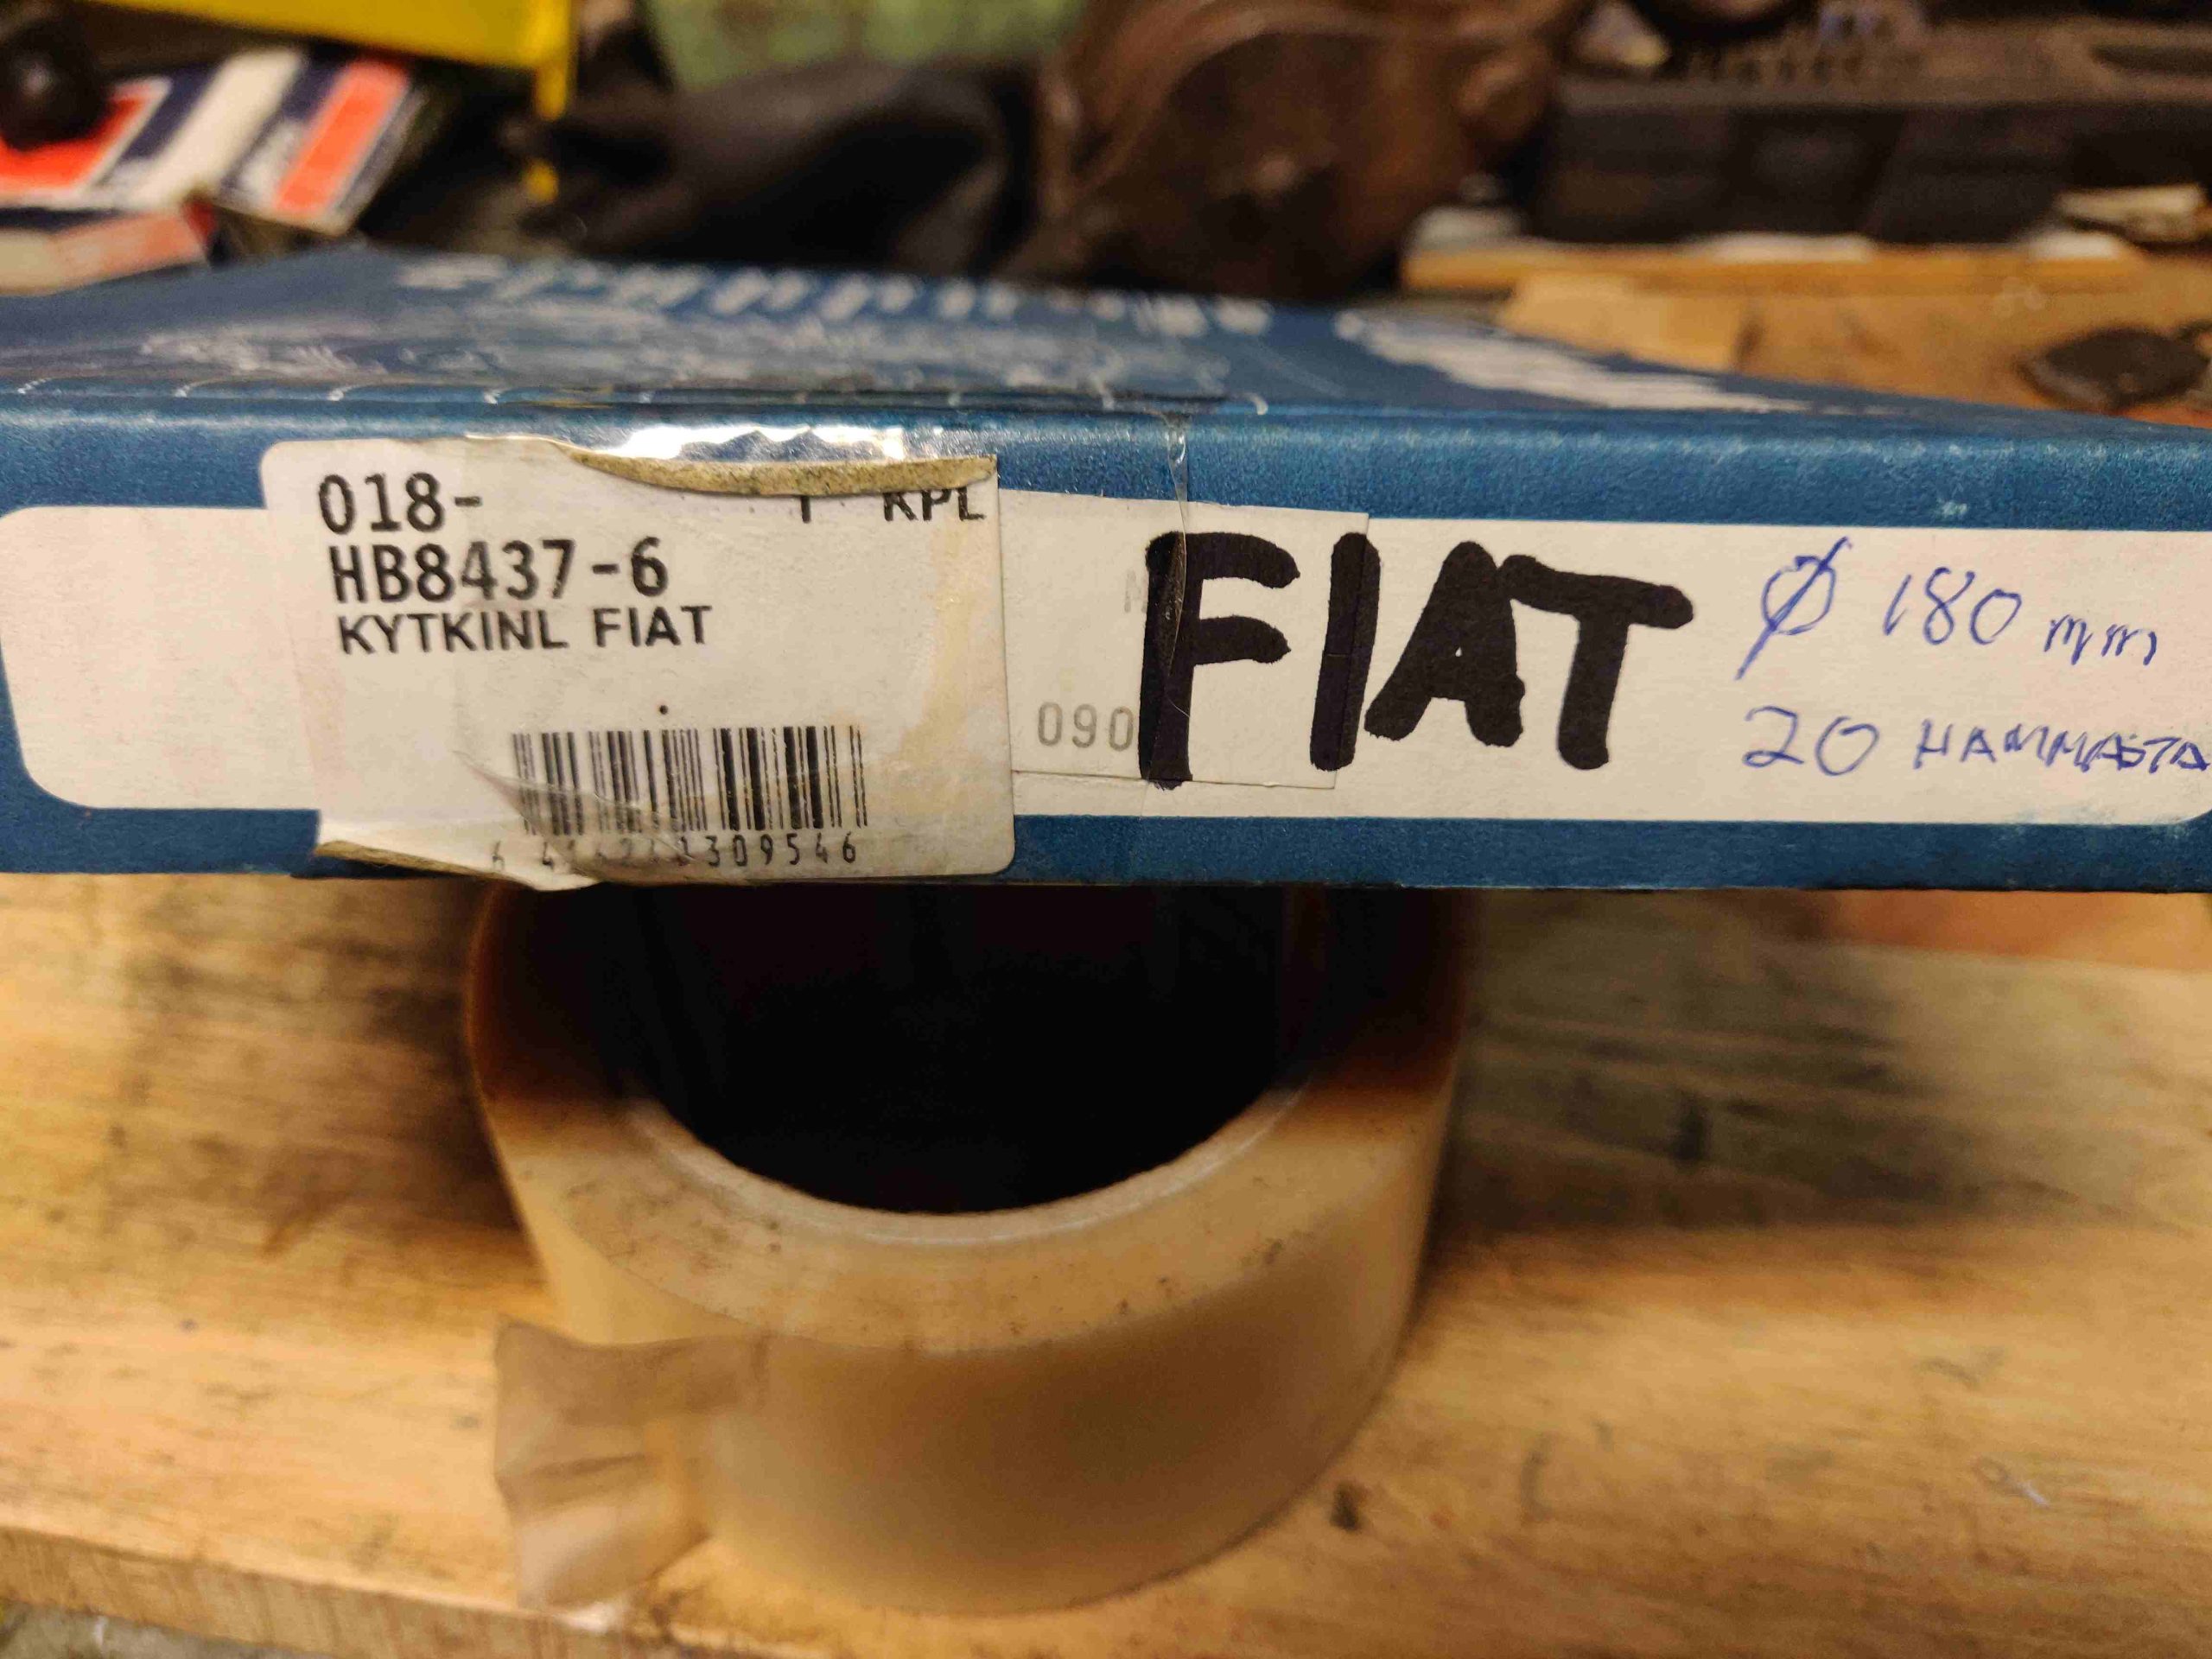 018-
1 KPL
HB8437-6
KYTKINL FIAT
090
FIAT
Ø 180 mm
20 HAMMASTA